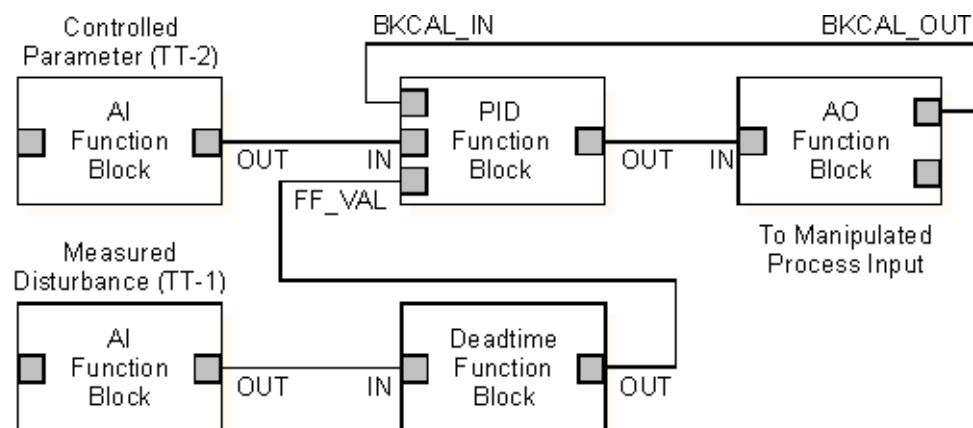 Controlled
Parameter (TT-2)
BKCAL_IN
BKCAL_OUT
AI
Function
Block
OUT
IN
PID
Function
Block
OUT
IN
AO
Function
Block
FF_VAL
To Manipulated
Process Input
Measured
Disturbance (TT-1)
AI
Function
Block
OUT
IN
Deadtime
Function
Block
OUT